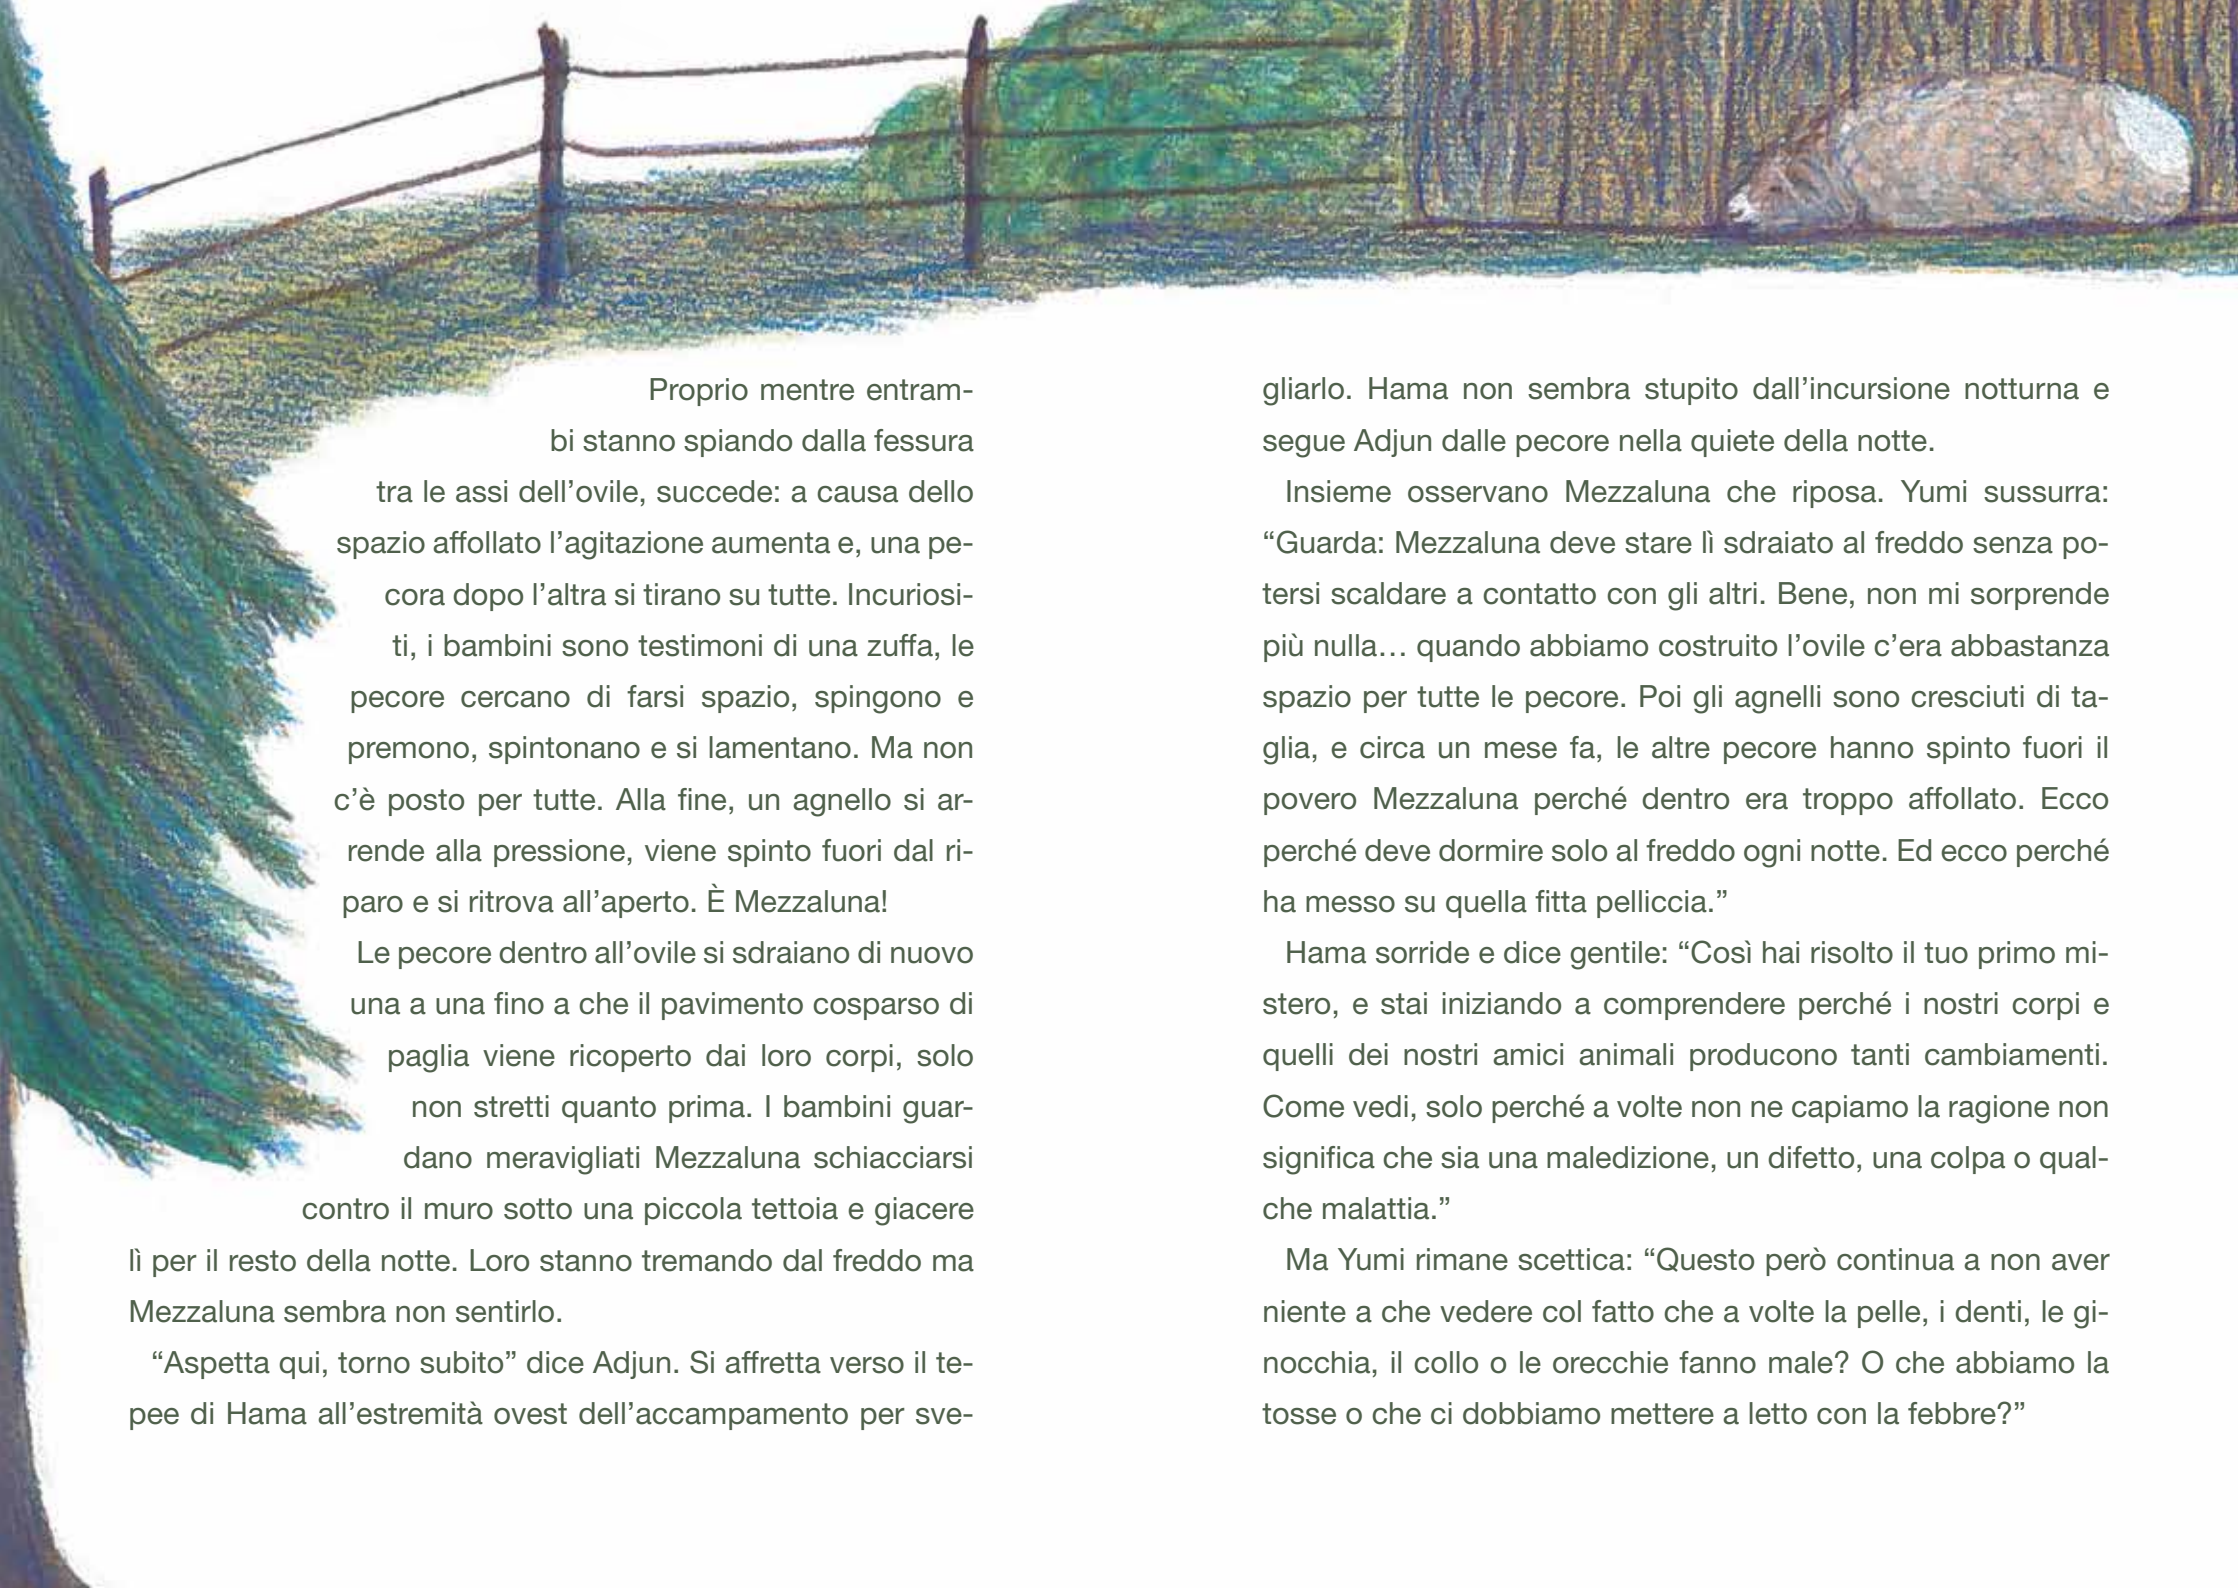 Proprio mentre entram-
bi stanno spiando dalla fessura
tra le assi dell’ovile, succede: a causa dello
spazio affollato l’agitazione aumenta e, una pe-
cora dopo l’altra si tirano su tutte. Incuriosi-
ti, i bambini sono testimoni di una zuffa, le
pecore cercano di farsi spazio, spingono e
premono, spintonano e si lamentano. Ma non
c’è posto per tutte. Alla fine, un agnello si ar-
rende alla pressione, viene spinto fuori dal ri-
paro e si ritrova all’aperto. È Mezzaluna!
Le pecore dentro all’ovile si sdraiano di nuovo
una a una fino a che il pavimento cosparso di
paglia viene ricoperto dai loro corpi, solo
non stretti quanto prima. I bambini guar-
dano meravigliati Mezzaluna schiacciarsi
contro il muro sotto una piccola tettoia e giacere
lì per il resto della notte. Loro stanno tremando dal freddo ma
Mezzaluna sembra non sentirlo.
“Aspetta qui, torno subito” dice Adjun. Si affretta verso il te-
pee di Hama all’estremità ovest dell’accampamento per sve-
gliarlo. Hama non sembra stupito dall’incursione notturna e
segue Adjun dalle pecore nella quiete della notte.
Insieme osservano Mezzaluna che riposa. Yumi sussurra:
“Guarda: Mezzaluna deve stare lì sdraiato al freddo senza po-
tersi scaldare a contatto con gli altri. Bene, non mi sorprende
più nulla… quando abbiamo costruito l’ovile c’era abbastanza
spazio per tutte le pecore. Poi gli agnelli sono cresciuti di ta-
glia, e circa un mese fa, le altre pecore hanno spinto fuori il
povero Mezzaluna perché dentro era troppo affollato. Ecco
perché deve dormire solo al freddo ogni notte. Ed ecco perché
ha messo su quella fitta pelliccia.”
Hama sorride e dice gentile: “Così hai risolto il tuo primo mi-
stero, e stai iniziando a comprendere perché i nostri corpi e
quelli dei nostri amici animali producono tanti cambiamenti.
Come vedi, solo perché a volte non ne capiamo la ragione non
significa che sia una maledizione, un difetto, una colpa o qual-
che malattia.”
Ma Yumi rimane scettica: “Questo però continua a non aver
niente a che vedere col fatto che a volte la pelle, i denti, le gi-
nocchia, il collo o le orecchie fanno male? O che abbiamo la
tosse o che ci dobbiamo mettere a letto con la febbre?”